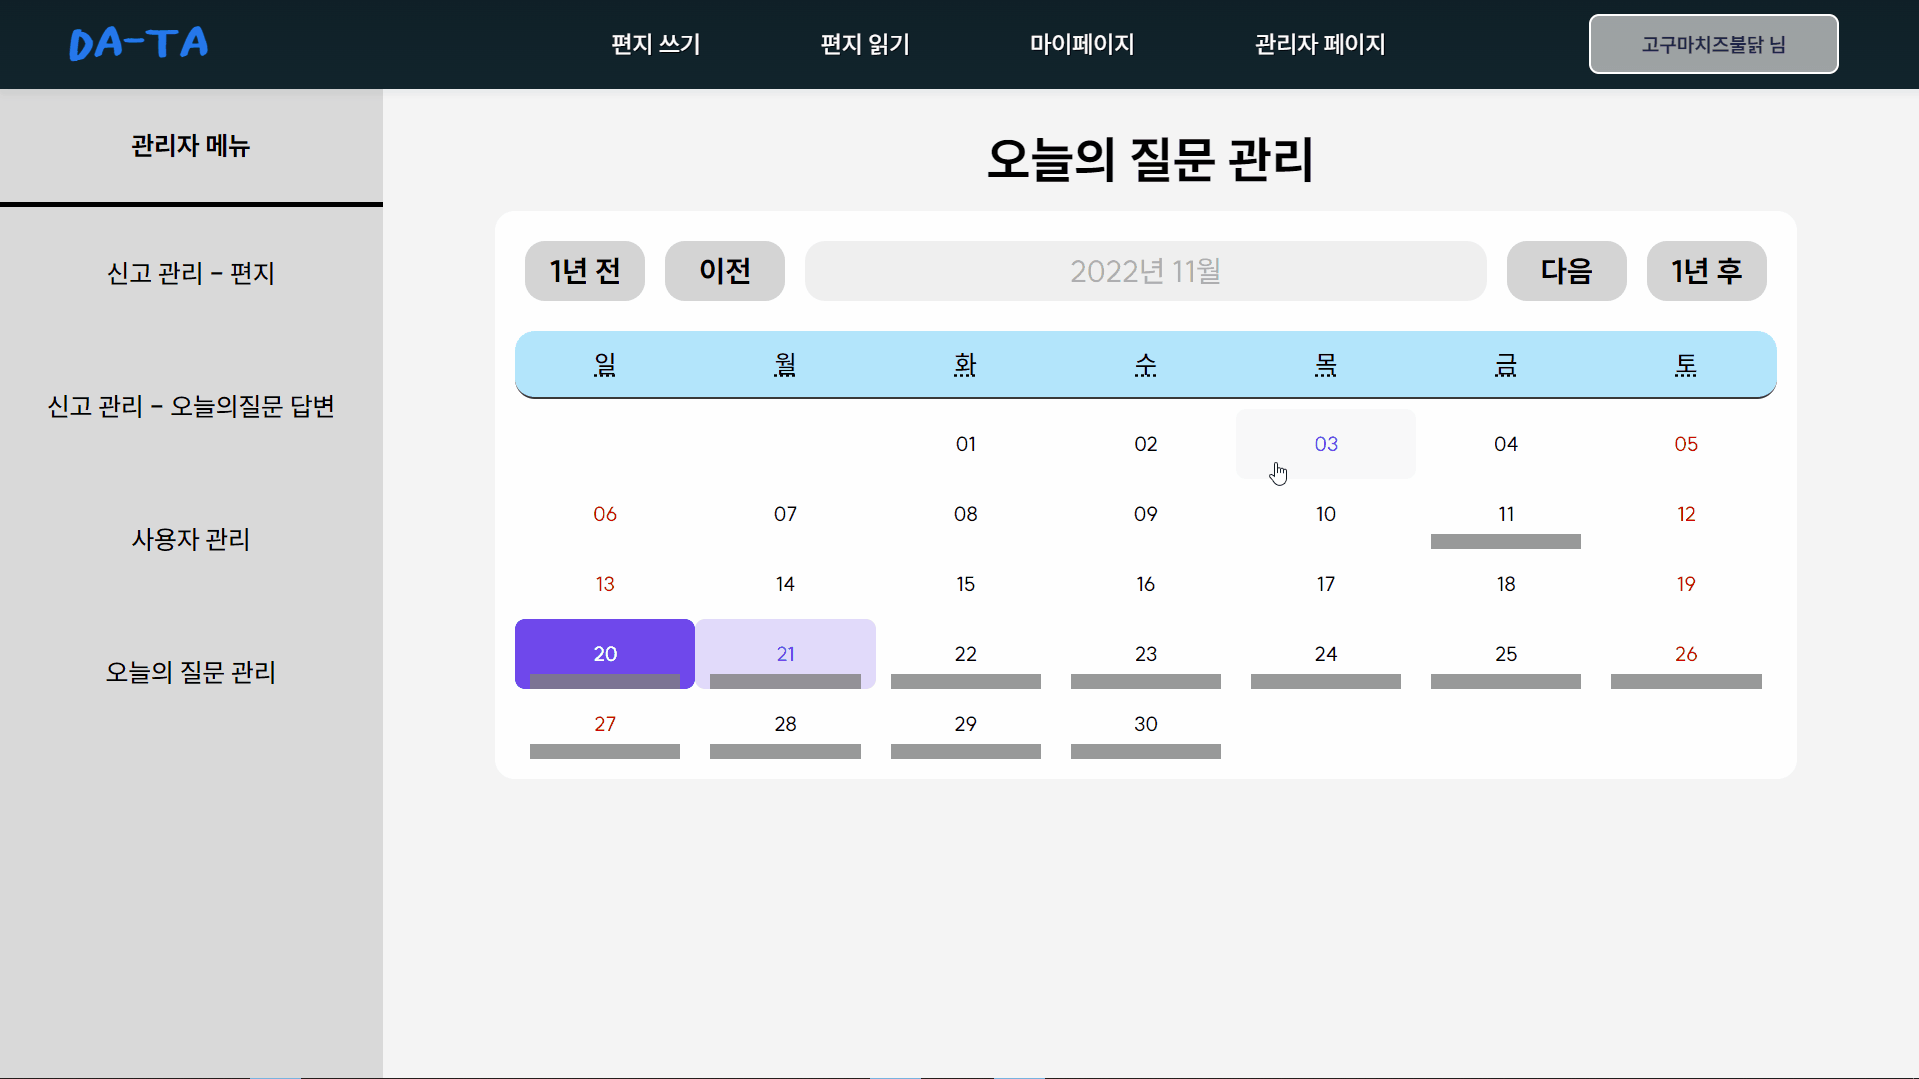 DA-TA 편지 쓰기 편지 읽기 마이페이지 관리자 페이지 고구마치즈불닭 님
관리자 메뉴
신고 관리 - 편지
신고 관리 - 오늘의질문 답변
사용자 관리
오늘의 질문 관리
오늘의 질문 관리
1년 전 이전 2022년 11월 다음 1년 후
일 월 화 수 목 금 토
01 02 03 04 05
06 07 08 09 10 11 12
13 14 15 16 17 18 19
20 21 22 23 24 25 26
27 28 29 30